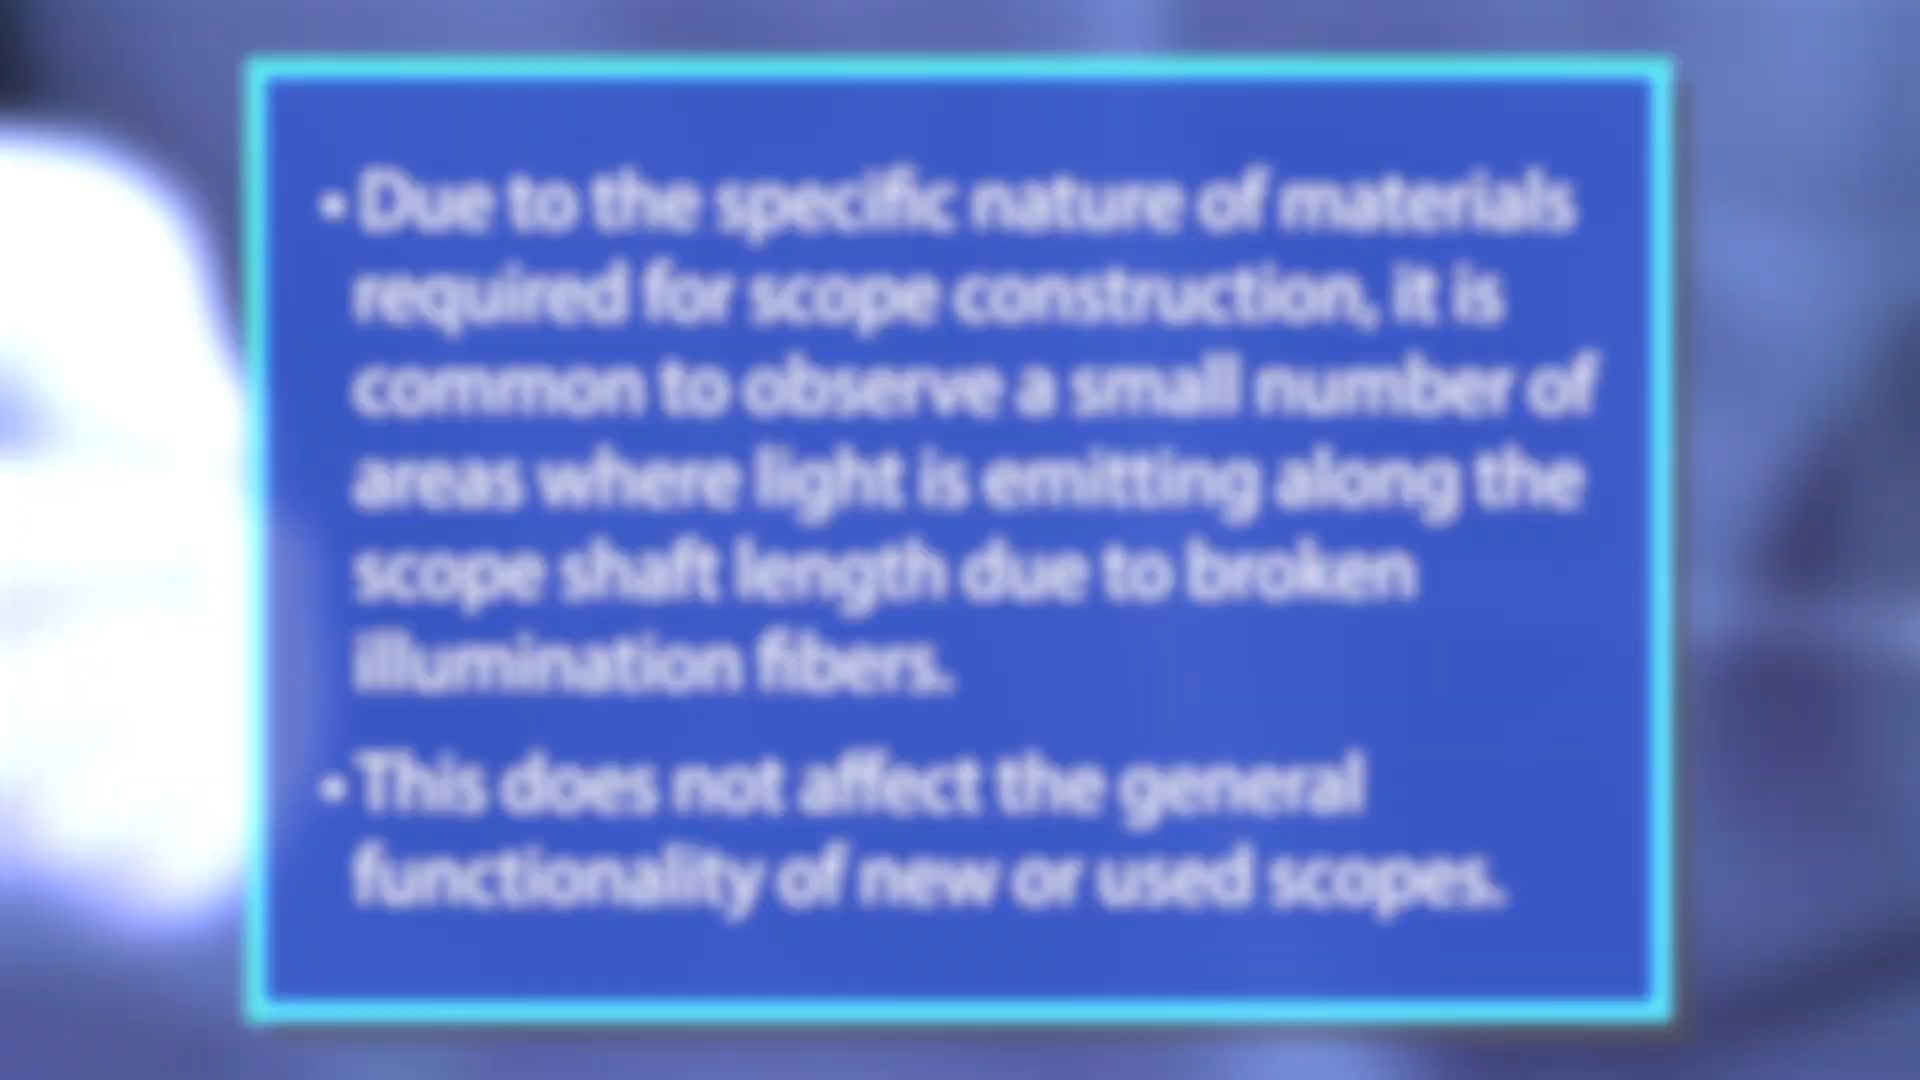 • Due to the specific nature of materials
required for scope construction, it is
common to observe a small number of
areas where light is emitting along the
scope shaft length due to broken
illumination fibers.
• This does not affect the general
functionality of new or used scopes.